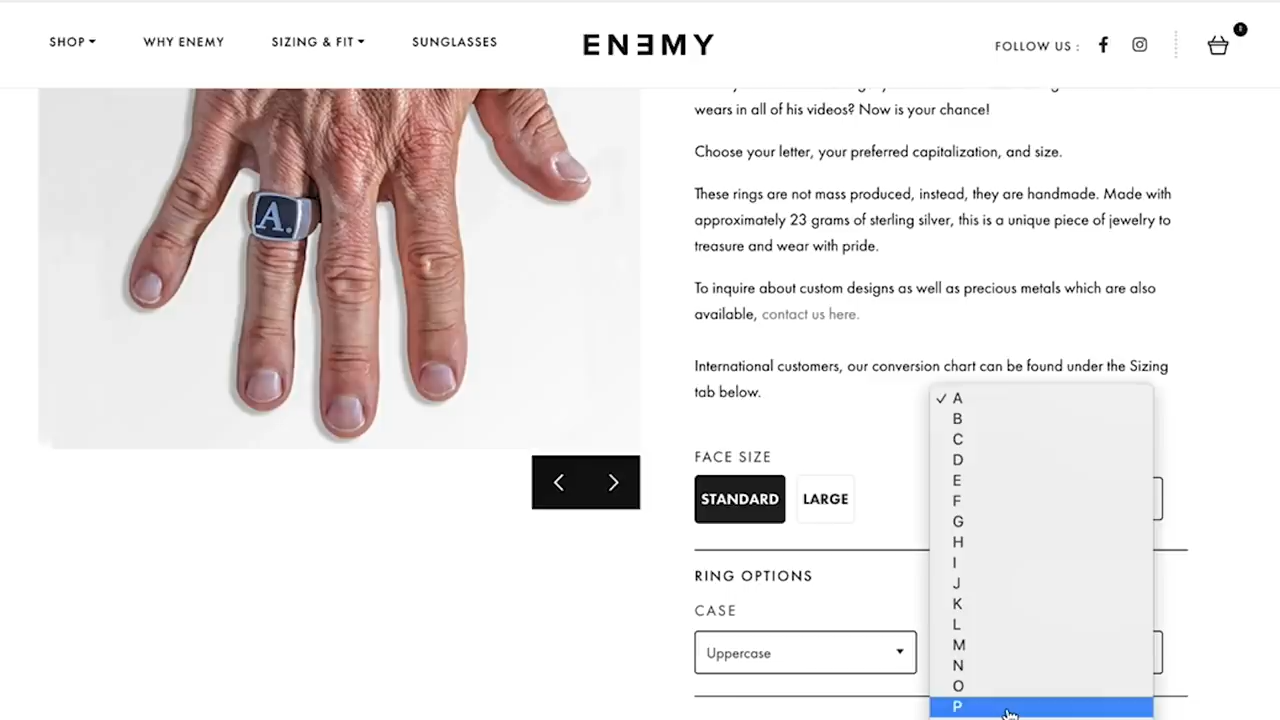 SHOP
WHY ENEMY
SIZING & FIT
SUNGLASSES
ENƎMY
FOLLOW US :
wears in all of his videos? Now is your chance!
Choose your letter, your preferred capitalization, and size.
These rings are not mass produced, instead, they are handmade. Made with
approximately 23 grams of sterling silver, this is a unique piece of jewelry to
treasure and wear with pride.
To inquire about custom designs as well as precious metals which are also
available, contact us here.
International customers, our conversion chart can be found under the Sizing
tab below.
A.
FACE SIZE
STANDARD
LARGE
RING OPTIONS
CASE
Uppercase
✓ A
B
C
D
E
F
G
H
I
J
K
L
M
N
O
P